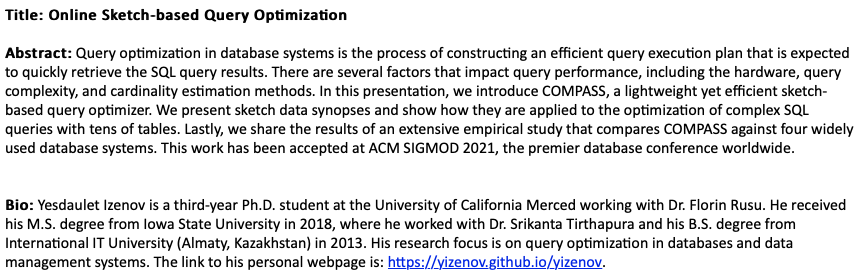 Title: Online Sketch-based Query Optimization
Abstract: Query optimization in database systems is the process of constructing an efficient query execution plan that is expected
to quickly retrieve the SQL query results. There are several factors that impact query performance, including the hardware, query
complexity, and cardinality estimation methods. In this presentation, we introduce COMPASS, a lightweight yet efficient sketch-
based query optimizer. We present sketch data synopses and show how they are applied to the optimization of complex SQL
queries with tens of tables. Lastly, we share the results of an extensive empirical study that compares COMPASS against four widely
used database systems. This work has been accepted at ACM SIGMOD 2021, the premier database conference worldwide.
Bio: Yesdaulet Izenov is a third-year Ph.D. student at the University of California Merced working with Dr. Florin Rusu. He received
his M.S. degree from Iowa State University in 2018, where he worked with Dr. Srikanta Tirthapura and his B.S. degree from
International IT University (Almaty, Kazakhstan) in 2013. His research focus is on query optimization in databases and data
management systems. The link to his personal webpage is: https://yizenov.github.io/yizenov.